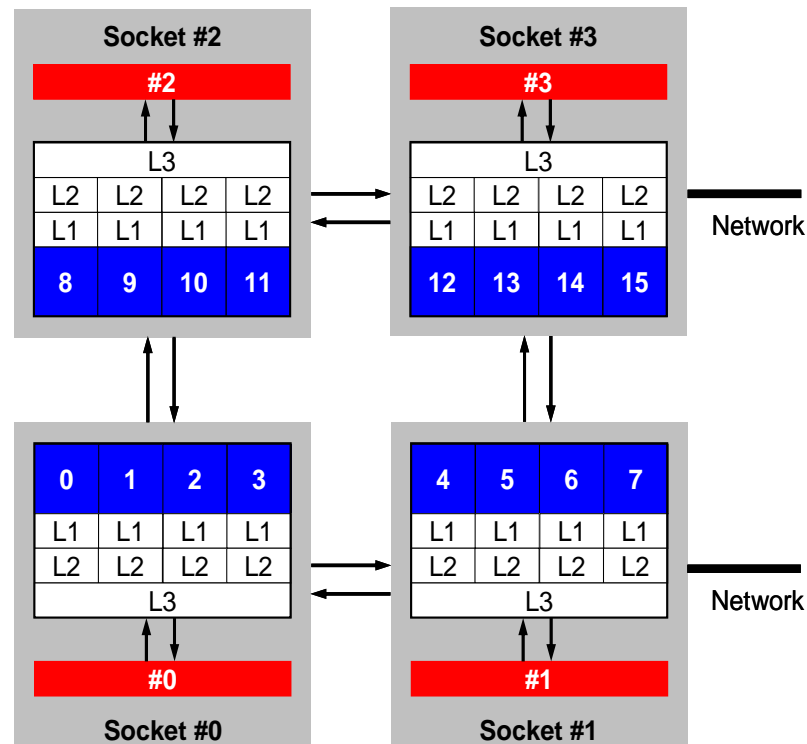 Socket #2 Socket #3
#2 #3
L3 L3
L2 L2 L2 L2 L2 L2 L2 L2
L1 L1 L1 L1 L1 L1 L1 L1
Network
8 9 10 11 12 13 14 15
0 1 2 3 4 5 6 7
L1 L1 L1 L1 L1 L1 L1 L1
L2 L2 L2 L2 L2 L2 L2 L2
L3 L3
Network
#0 #1
Socket #0 Socket #1